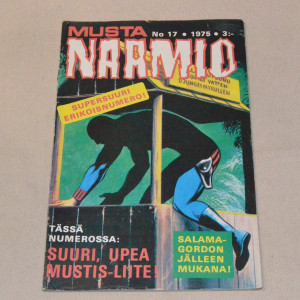 MUSTA
No 17 • 1975 • 3:-
NAAMIO
SUPERSUURI
ERIKOISNUMERO!
TÄSSÄ
NUMEROSSA:
SUURI, UPEA
MUSTIS-LIITE!
SALAMA-
GORDON
JÄLLEEN
MUKANA!